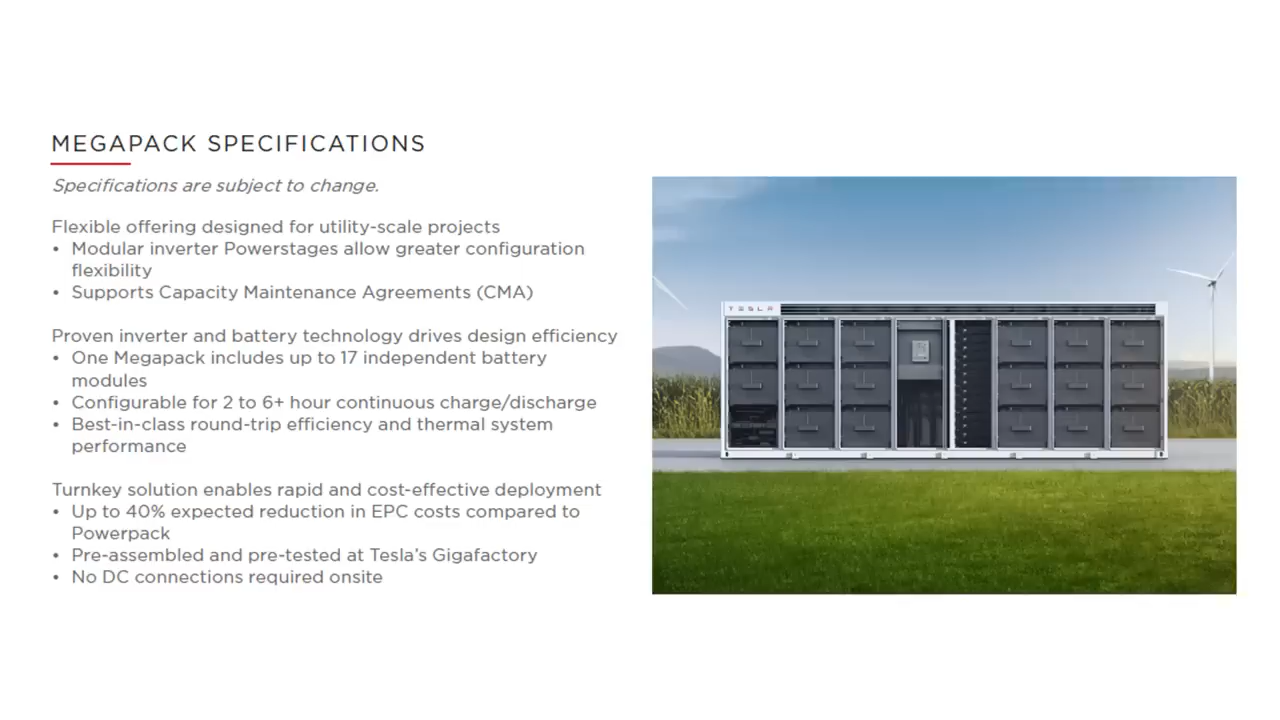 MEGAPACK SPECIFICATIONS
Specifications are subject to change.
Flexible offering designed for utility-scale projects
• Modular inverter Powerstages allow greater configuration
flexibility
• Supports Capacity Maintenance Agreements (CMA)
Proven inverter and battery technology drives design efficiency
• One Megapack includes up to 17 independent battery
modules
• Configurable for 2 to 6+ hour continuous charge/discharge
• Best-in-class round-trip efficiency and thermal system
performance
Turnkey solution enables rapid and cost-effective deployment
• Up to 40% expected reduction in EPC costs compared to
Powerpack
• Pre-assembled and pre-tested at Tesla’s Gigafactory
• No DC connections required onsite
TESLA